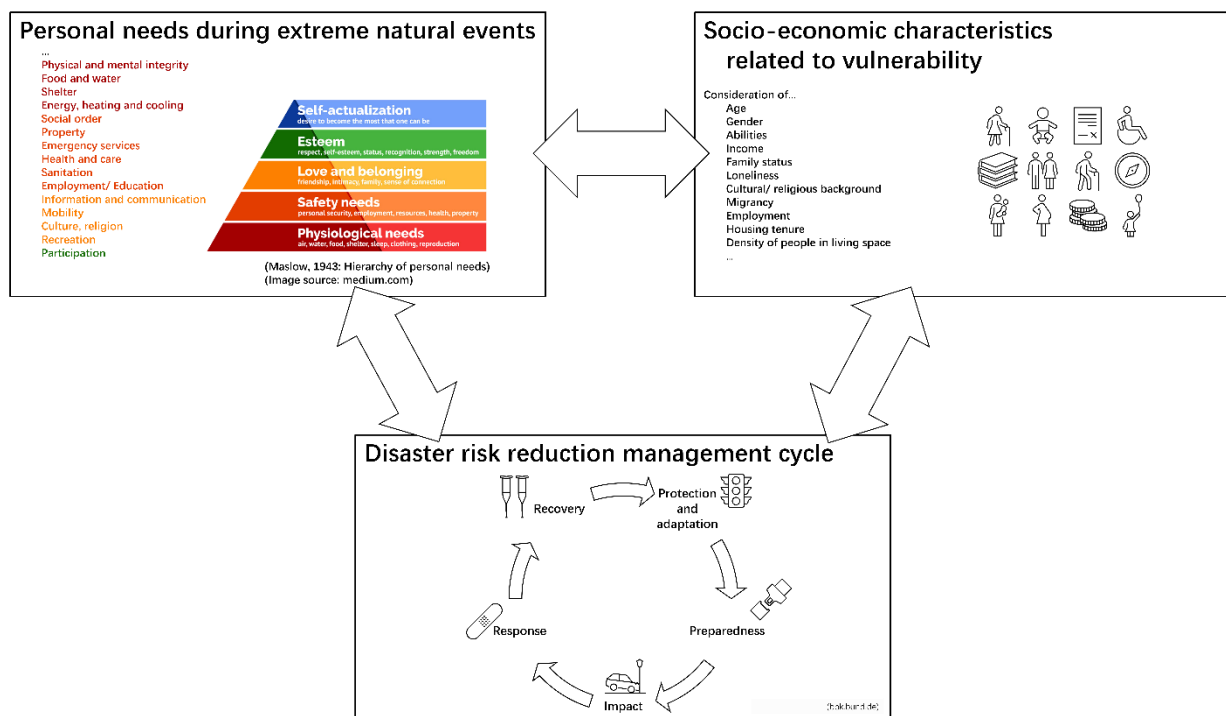 Personal needs during extreme natural events
...
Physical and mental integrity
Food and water
Shelter
Energy, heating and cooling
Social order
Property
Emergency services
Health and care
Sanitation
Employment/ Education
Information and communication
Mobility
Culture, religion
Recreation
Participation
Self-actualization
desire to become the most that one can be
Esteem
respect, self-esteem, status, recognition, strength, freedom
Love and belonging
friendship, intimacy, family, sense of connection
Safety needs
personal security, employment, resources, health, property
Physiological needs
air, water, food, shelter, sleep, clothing, reproduction
(Maslow, 1943: Hierarchy of personal needs)
(Image source: medium.com)
Socio-economic characteristics
related to vulnerability
Consideration of...
Age
Gender
Abilities
Income
Family status
Loneliness
Cultural/ religious background
Migrancy
Employment
Housing tenure
Density of people in living space
...
Disaster risk reduction management cycle
Recovery
Protection
and
adaptation
Response
Preparedness
Impact